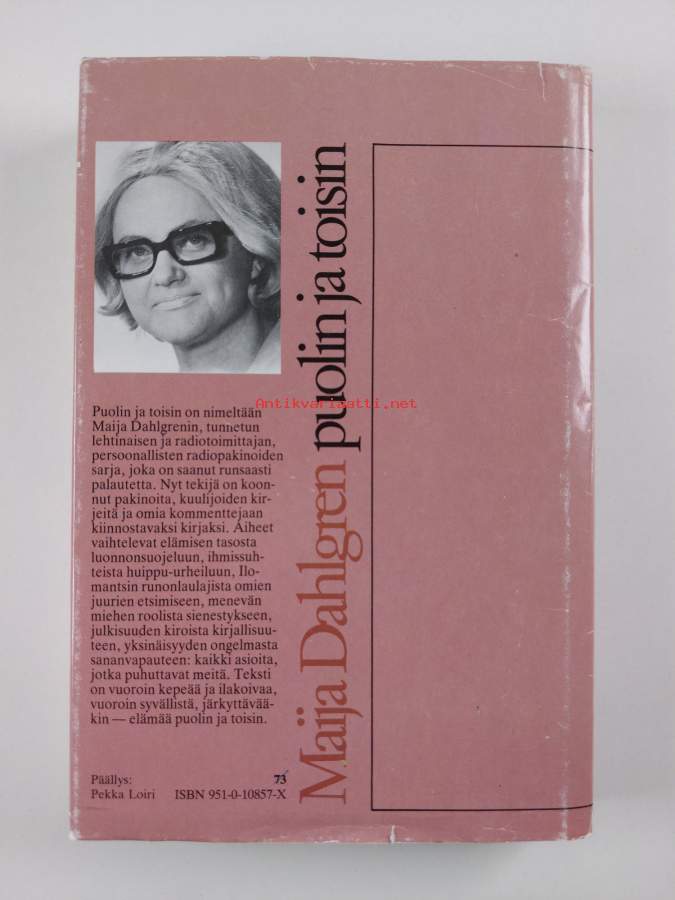 Maija Dahlgren puolin ja toisin
Antikvariaatti.net
Puolin ja toisin on nimeltään
Maija Dahlgrenin, tunnetun
lehtinaisen ja radiotoimittajan,
persoonallisten radiopakinoiden
sarja, joka on saanut runsaasti
palautetta. Nyt tekijä on koon-
nut pakinoita, kuulijoiden kir-
jeitä ja omia kommenttejaan
kiinnostavaksi kirjaksi. Aiheet
vaihtelevat elämisen tasosta
luonnonsuojeluun, ihmissuh-
teista huippu-urheiluun, Ilo-
mantsin runonlaulajista omien
juurien etsimiseen, menevän
miehen roolista sienestykseen,
julkisuuden kiroista kirjallisuu-
teen, yksinäisyyden ongelmasta
sananvapauteen: kaikki asioita,
jotka puhuttavat meitä. Teksti
on vuoroin kepeää ja ilakoivaa,
vuoroin syvällistä, järkyttävää-
kin — elämää puolin ja toisin.
Päällys: 73
Pekka Loiri ISBN 951-0-10857-X